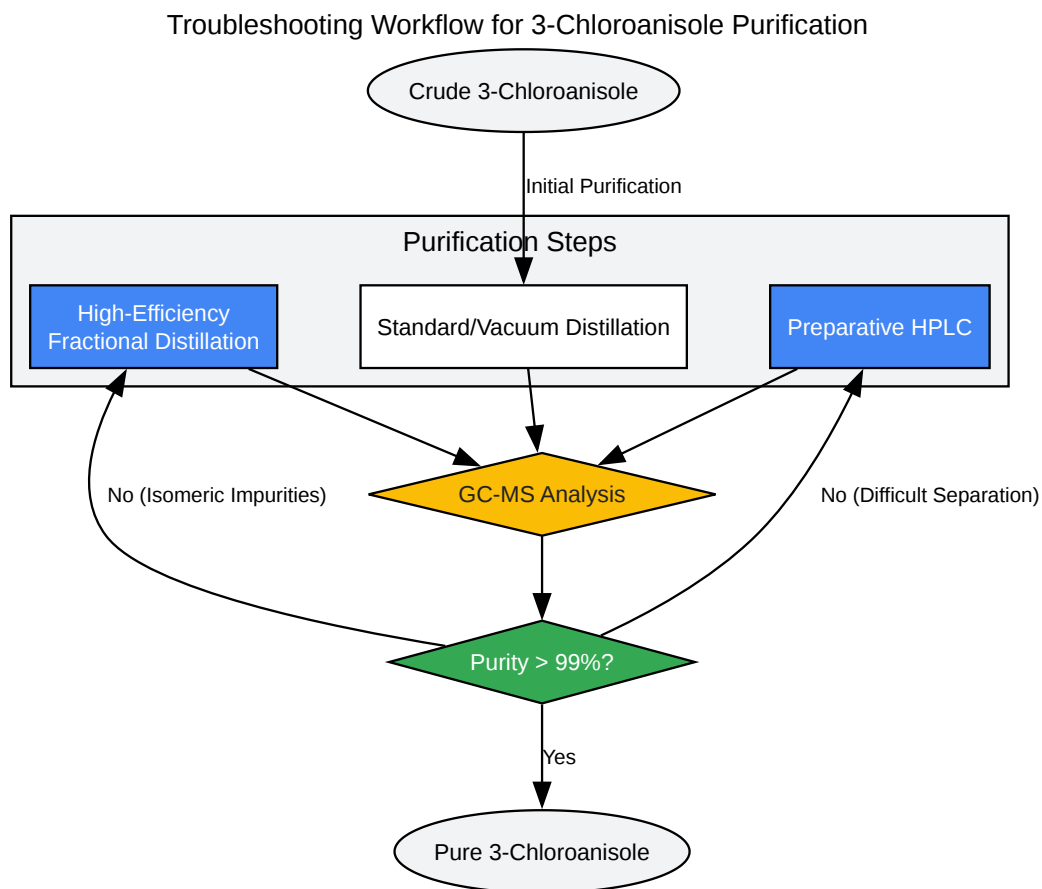 Troubleshooting Workflow for 3-Chloroanisole Purification
Crude 3-Chloroanisole
Initial Purification
Purification Steps
High-Efficiency
Fractional Distillation
Standard/Vacuum Distillation
Preparative HPLC
No (Isomeric Impurities)
GC-MS Analysis
No (Difficult Separation)
Purity > 99%?
Yes
Pure 3-Chloroanisole